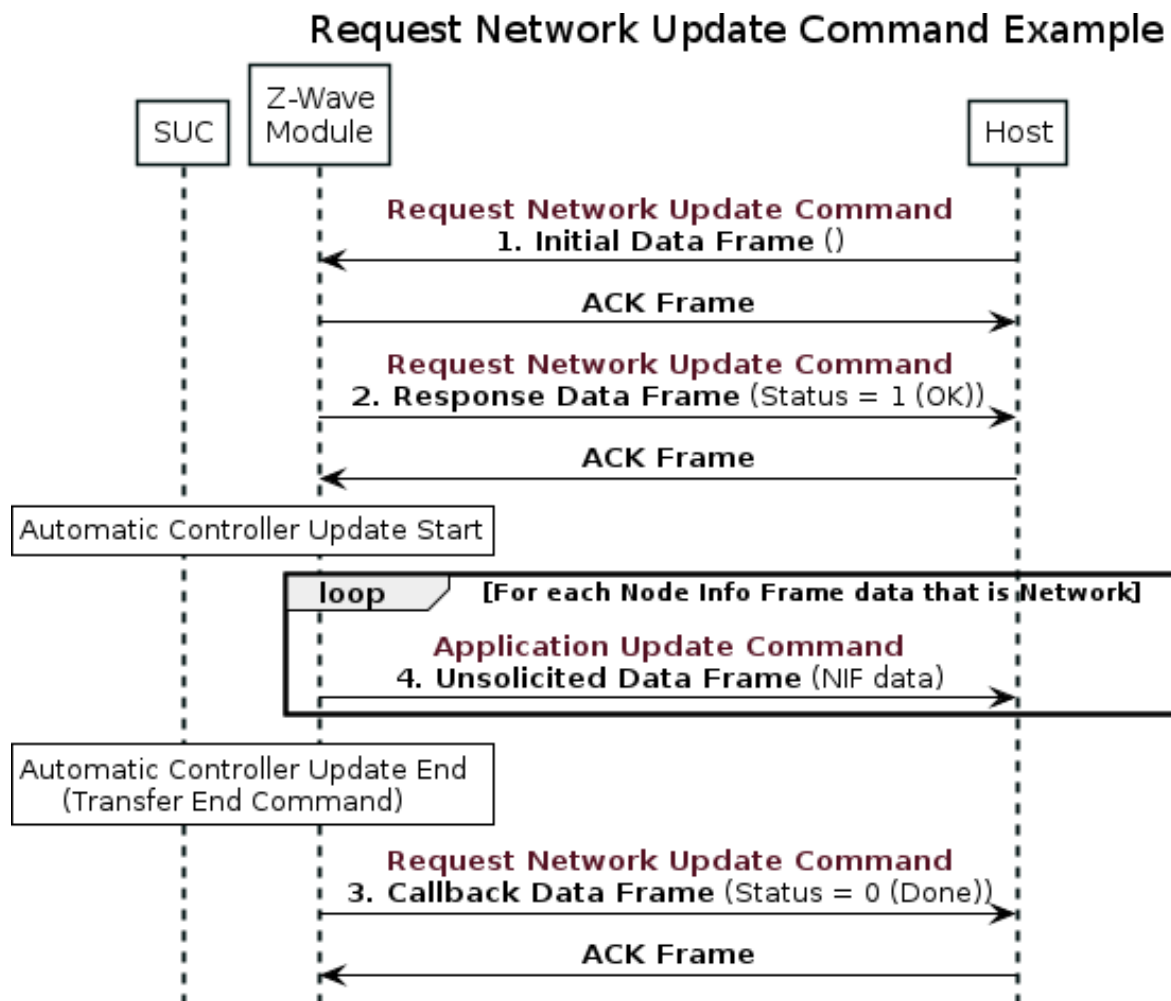 Request Network Update Command Example
SUC
Z-Wave
Module
Host
Request Network Update Command
1. Initial Data Frame ()
ACK Frame
Request Network Update Command
2. Response Data Frame (Status = 1 (OK))
ACK Frame
Automatic Controller Update Start
loop
[For each Node Info Frame data that is Network]
Application Update Command
4. Unsolicited Data Frame (NIF data)
Automatic Controller Update End
(Transfer End Command)
Request Network Update Command
3. Callback Data Frame (Status = 0 (Done))
ACK Frame